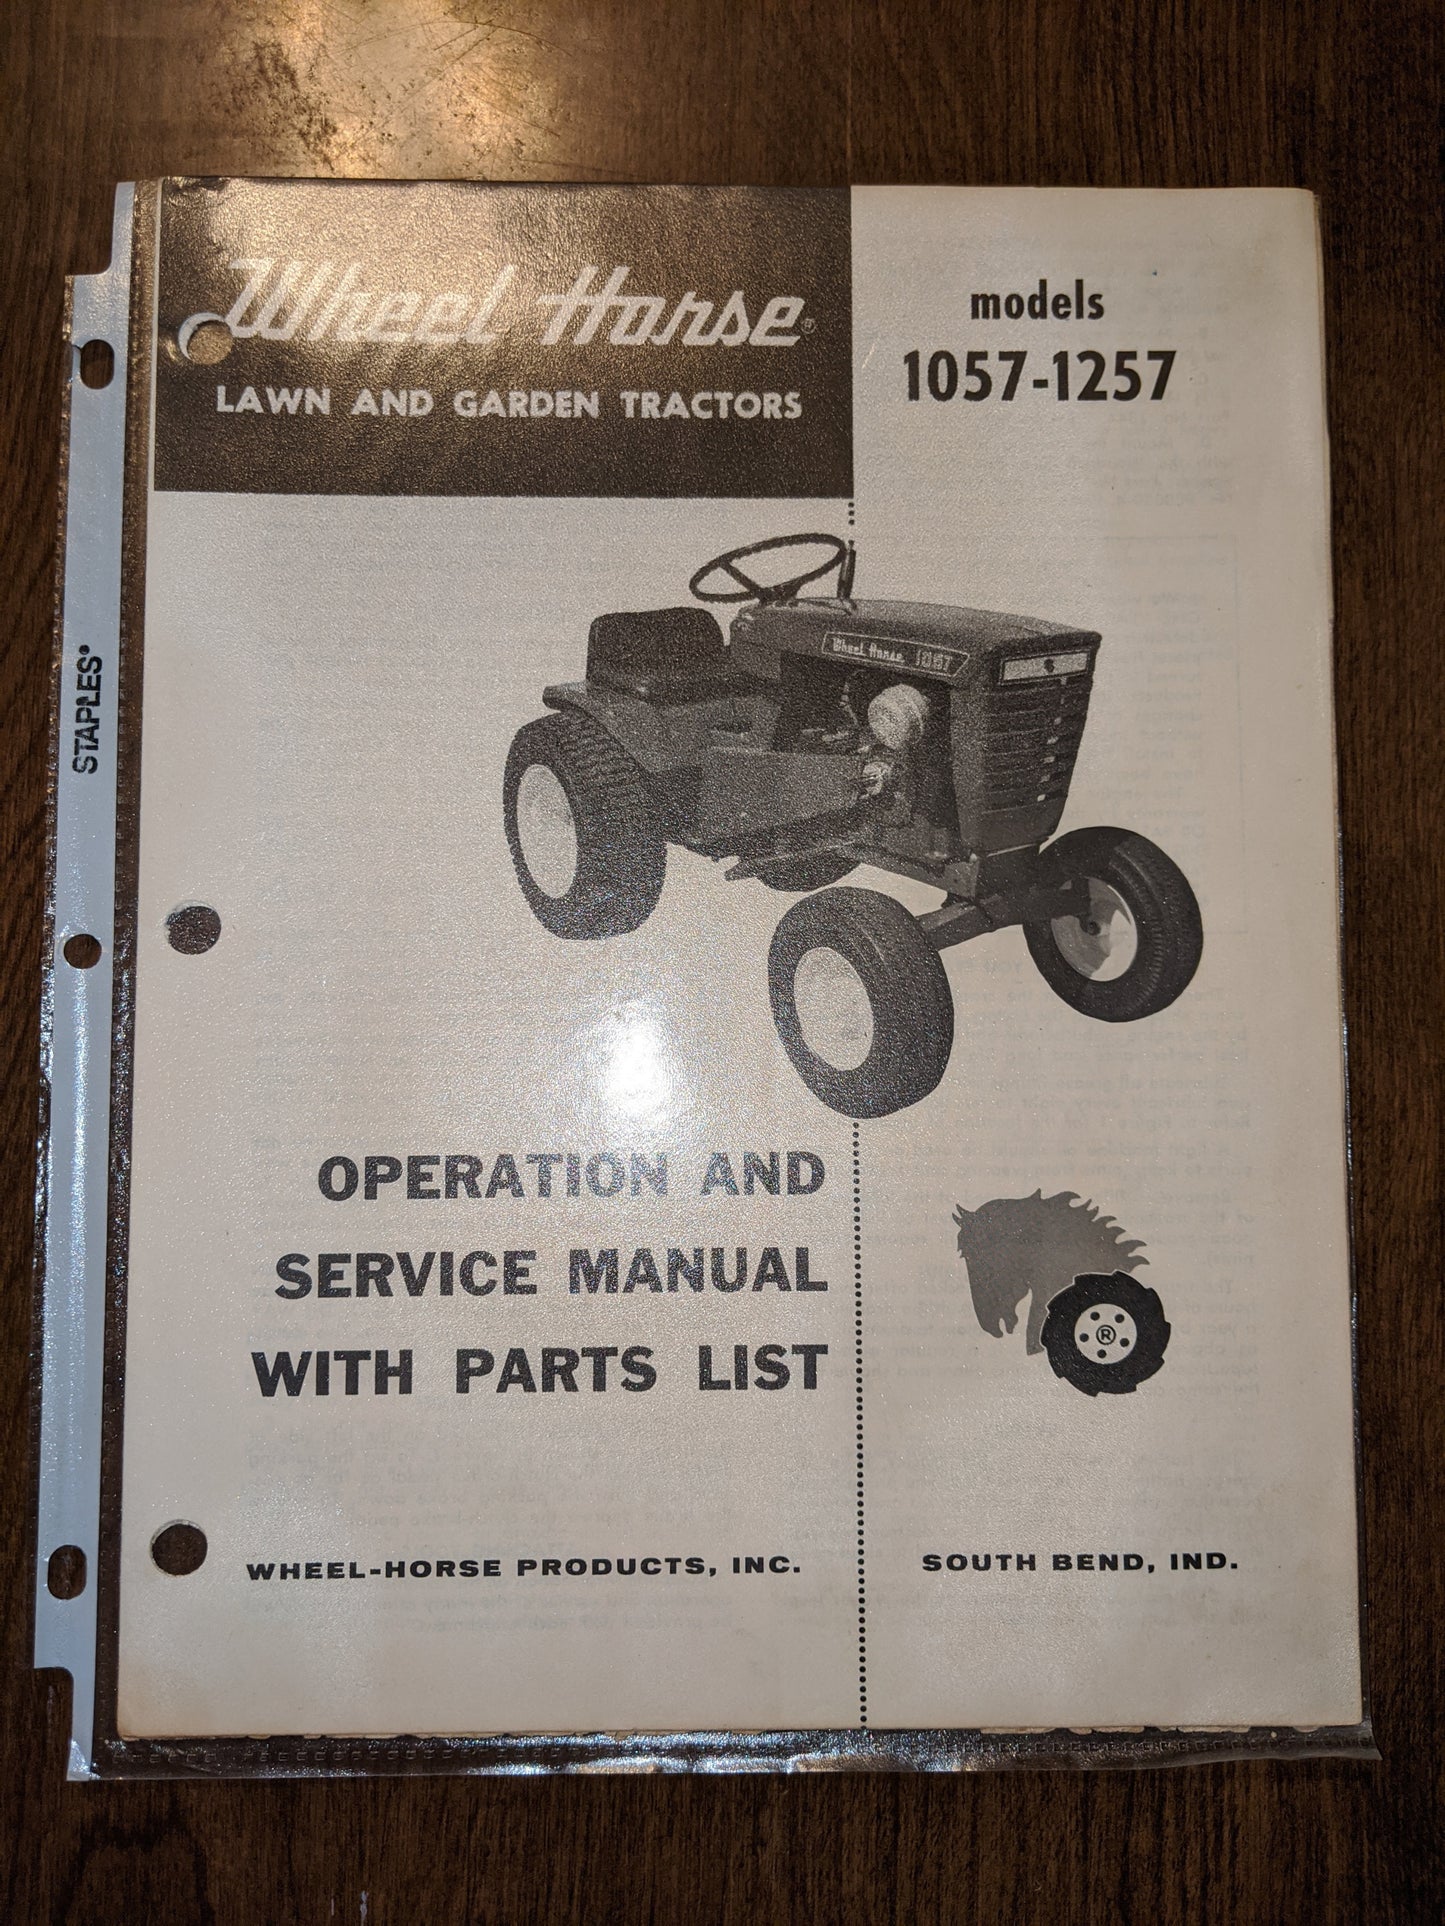 Wheel Horse®
LAWN AND GARDEN TRACTORS
models
1057-1257
Wheel Horse 1057
STAPLES®
OPERATION AND
SERVICE MANUAL
WITH PARTS LIST
®
WHEEL-HORSE PRODUCTS, INC.
SOUTH BEND, IND.